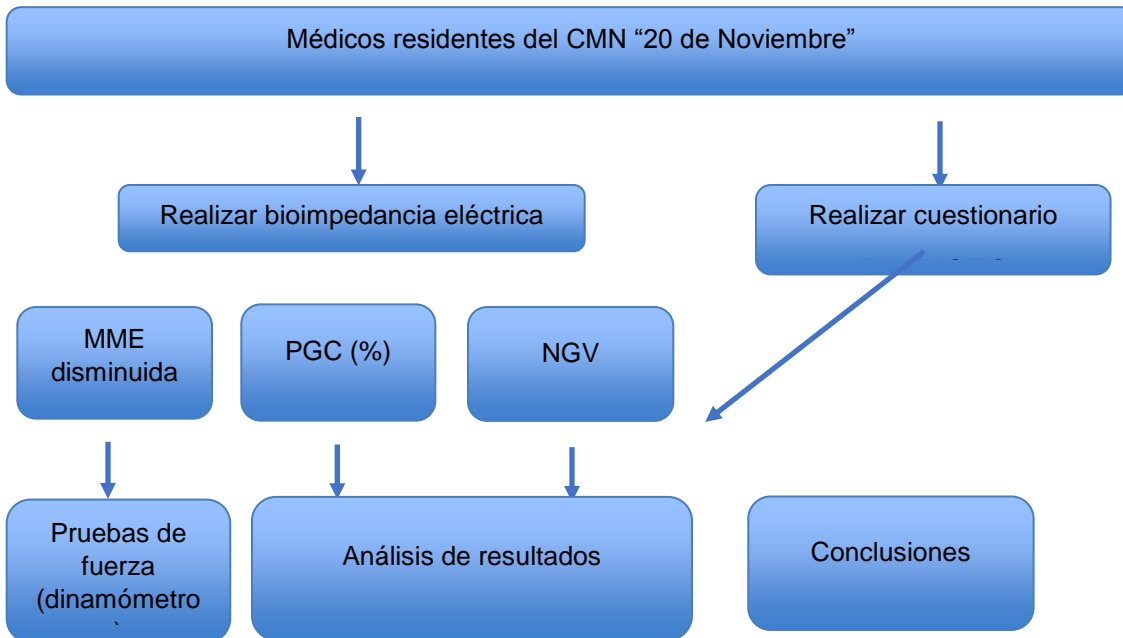 Médicos residentes del CMN “20 de Noviembre”
Realizar bioimpedancia eléctrica
Realizar cuestionario
MME
disminuida
PGC (%)
NGV
Pruebas de
fuerza
(dinamómetro
)
Análisis de resultados
Conclusiones